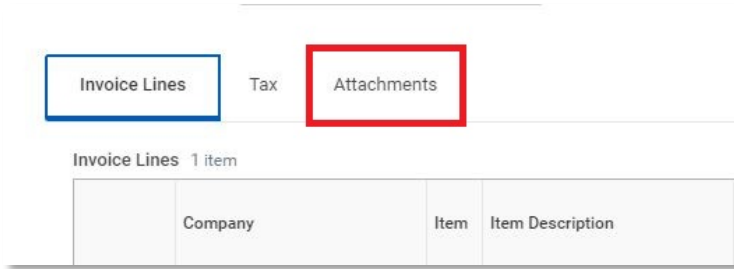 Invoice Lines Tax Attachments
Invoice Lines 1 item
Company Item Item Description